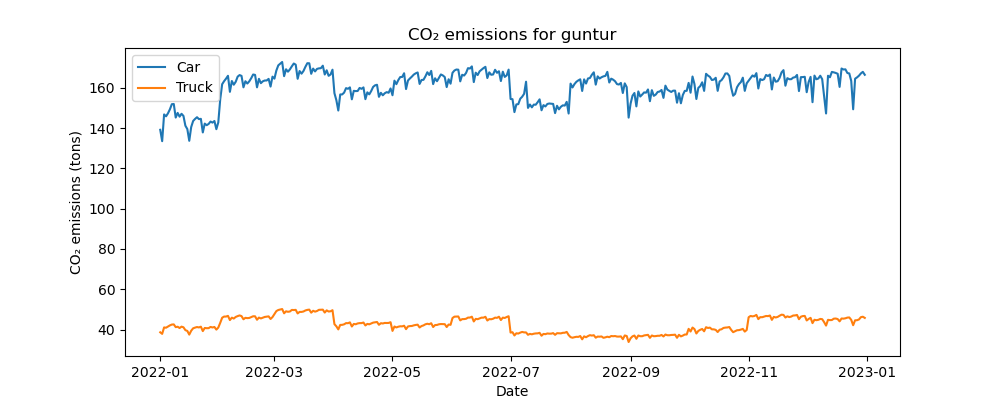 CO₂ emissions for guntur
Car
Truck
CO₂ emissions (tons)
160
140
120
100
80
60
40
2022-01
2022-03
2022-05
2022-07
2022-09
2022-11
2023-01
Date